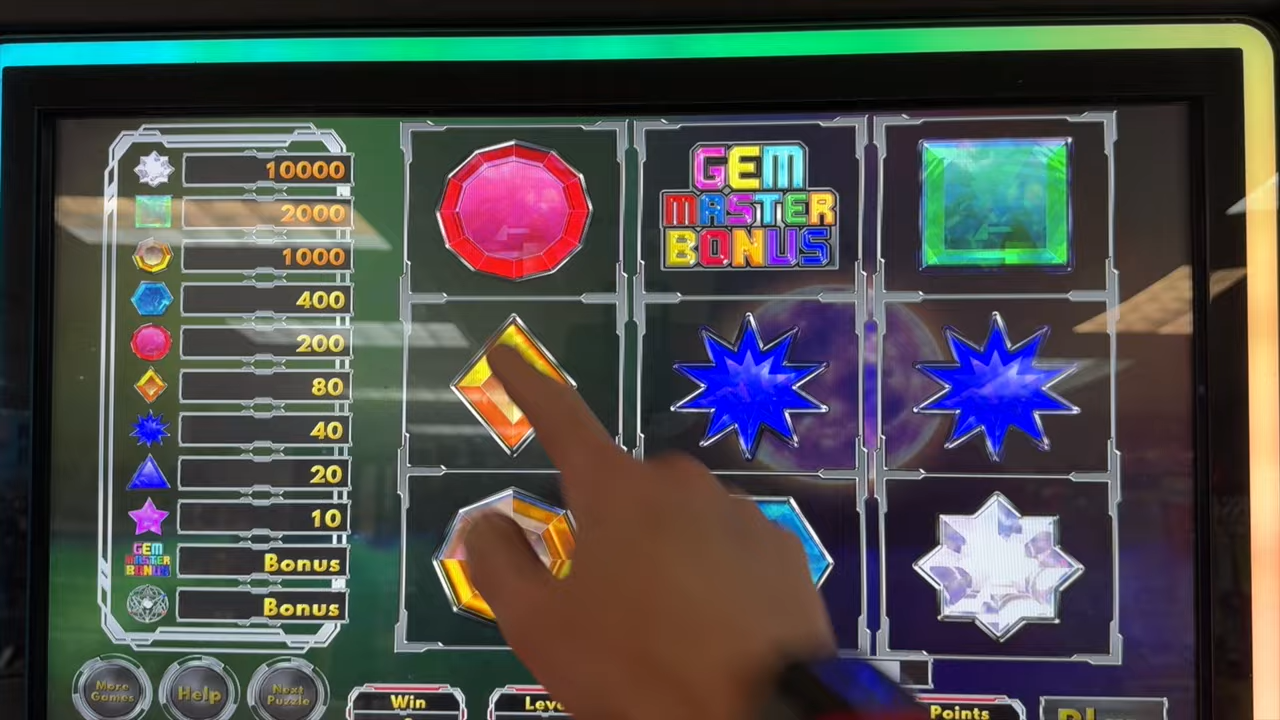 10000
2000
1000
400
200
80
40
20
10
GEM
MASTER
BONUS
Bonus
Bonus
GEM
MASTER
BONUS
More
Games
Help
Next
Puzzle
Win
Points